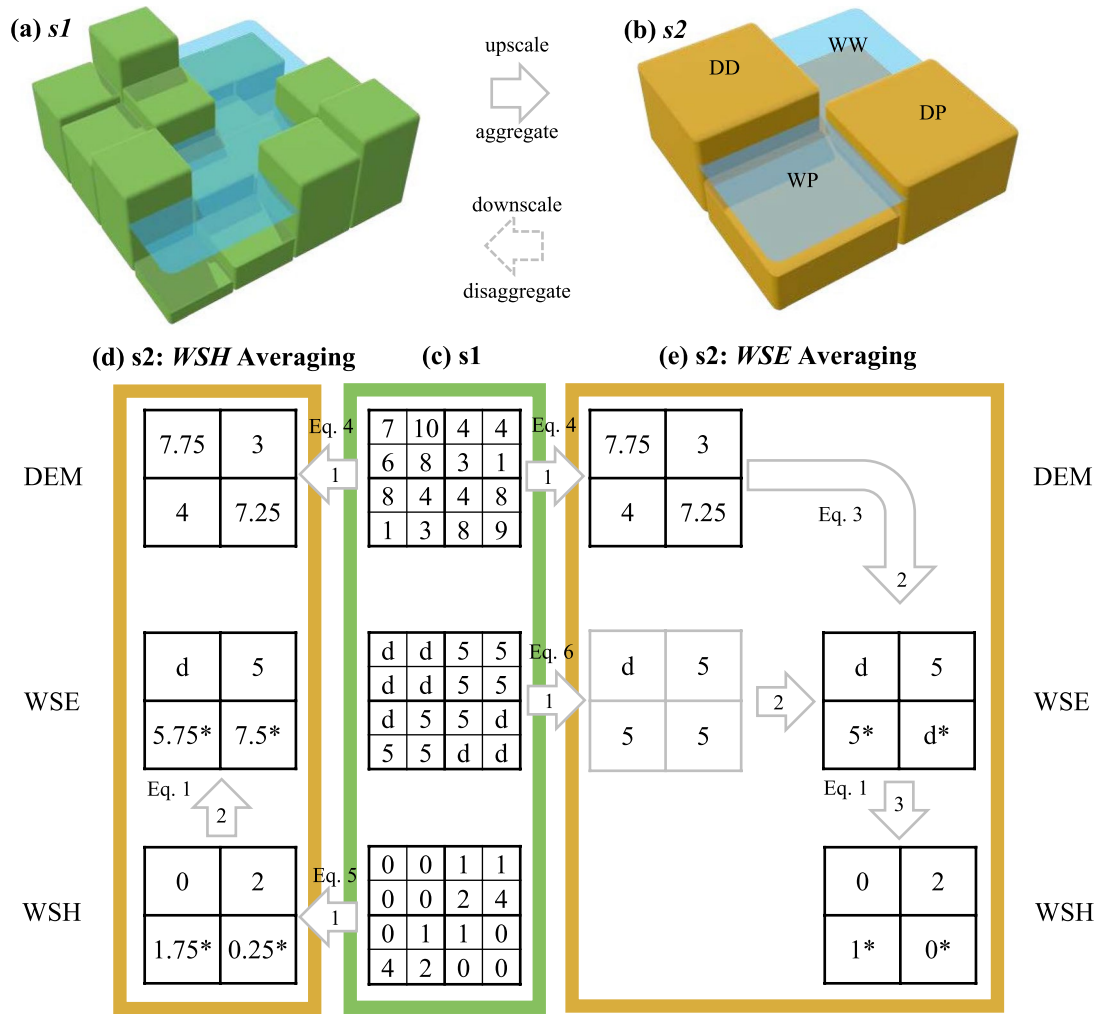 (a) s1
upscale
aggregate
downscale
disaggregate
(b) s2
DD
WW
DP
WP
(d) s2: WSH Averaging
(c) s1
(e) s2: WSE Averaging
DEM
7.75 3
4 7.25
Eq. 4
1
7 10 4 4
6 8 3 1
8 4 4 8
1 3 8 9
Eq. 4
1
7.75 3
4 7.25
Eq. 3
2
DEM
WSE
d 5
5.75* 7.5*
Eq. 1
2
d d 5 5
d d 5 5
d 5 5 d
5 5 d d
Eq. 6
1
d 5
5 5
2
d 5
5* d*
Eq. 1
3
WSE
WSH
0 2
1.75* 0.25*
Eq. 5
1
0 0 1 1
0 0 2 4
0 1 1 0
4 2 0 0
0 2
1* 0*
WSH